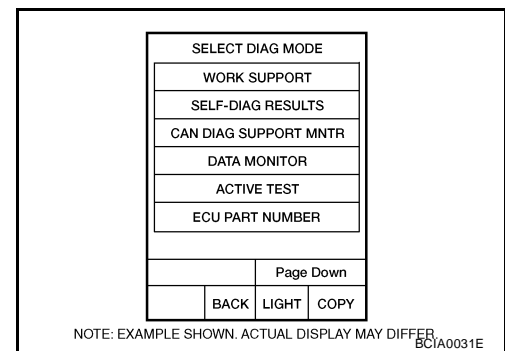 SELECT DIAG MODE
WORK SUPPORT
SELF-DIAG RESULTS
CAN DIAG SUPPORT MNTR
DATA MONITOR
ACTIVE TEST
ECU PART NUMBER
Page Down
BACK LIGHT COPY
NOTE: EXAMPLE SHOWN. ACTUAL DISPLAY MAY DIFFER.
BCIA0031E